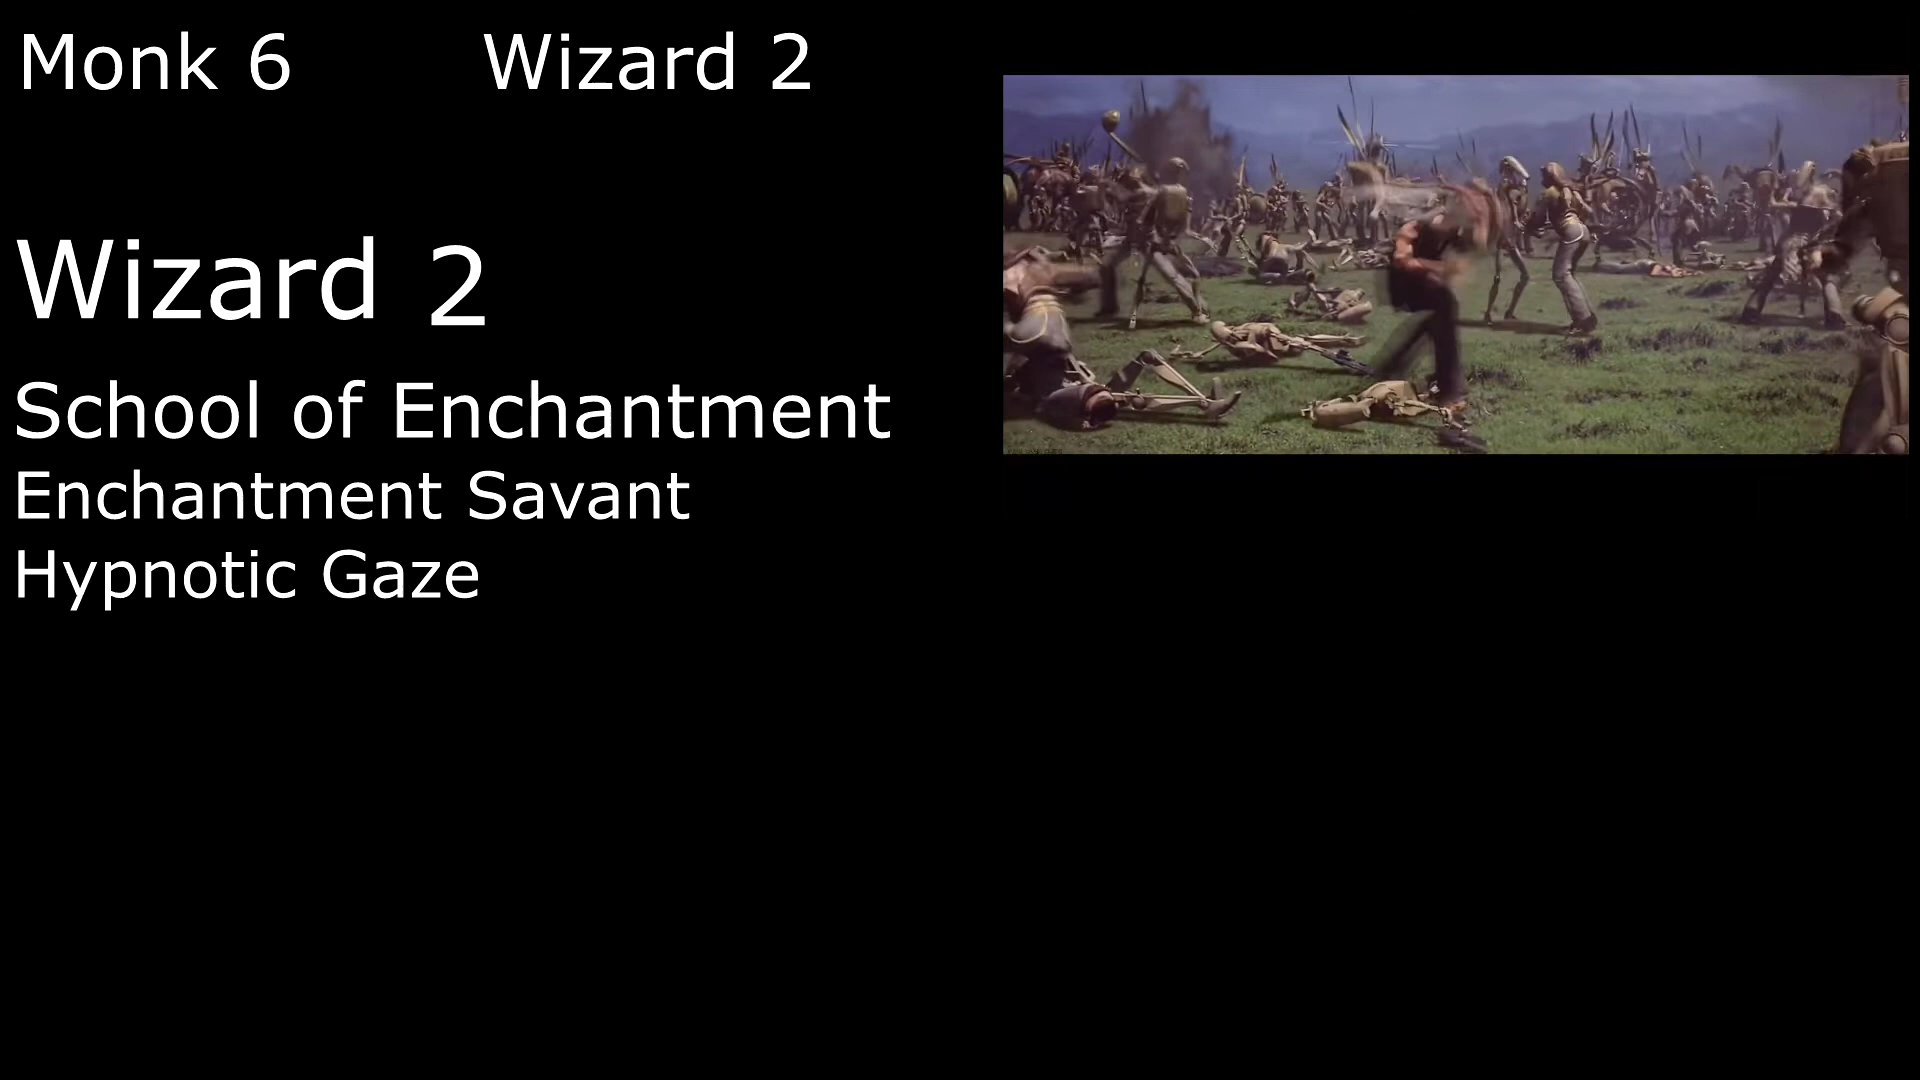 Monk 6 Wizard 2
Wizard 2
School of Enchantment
Enchantment Savant
Hypnotic Gaze